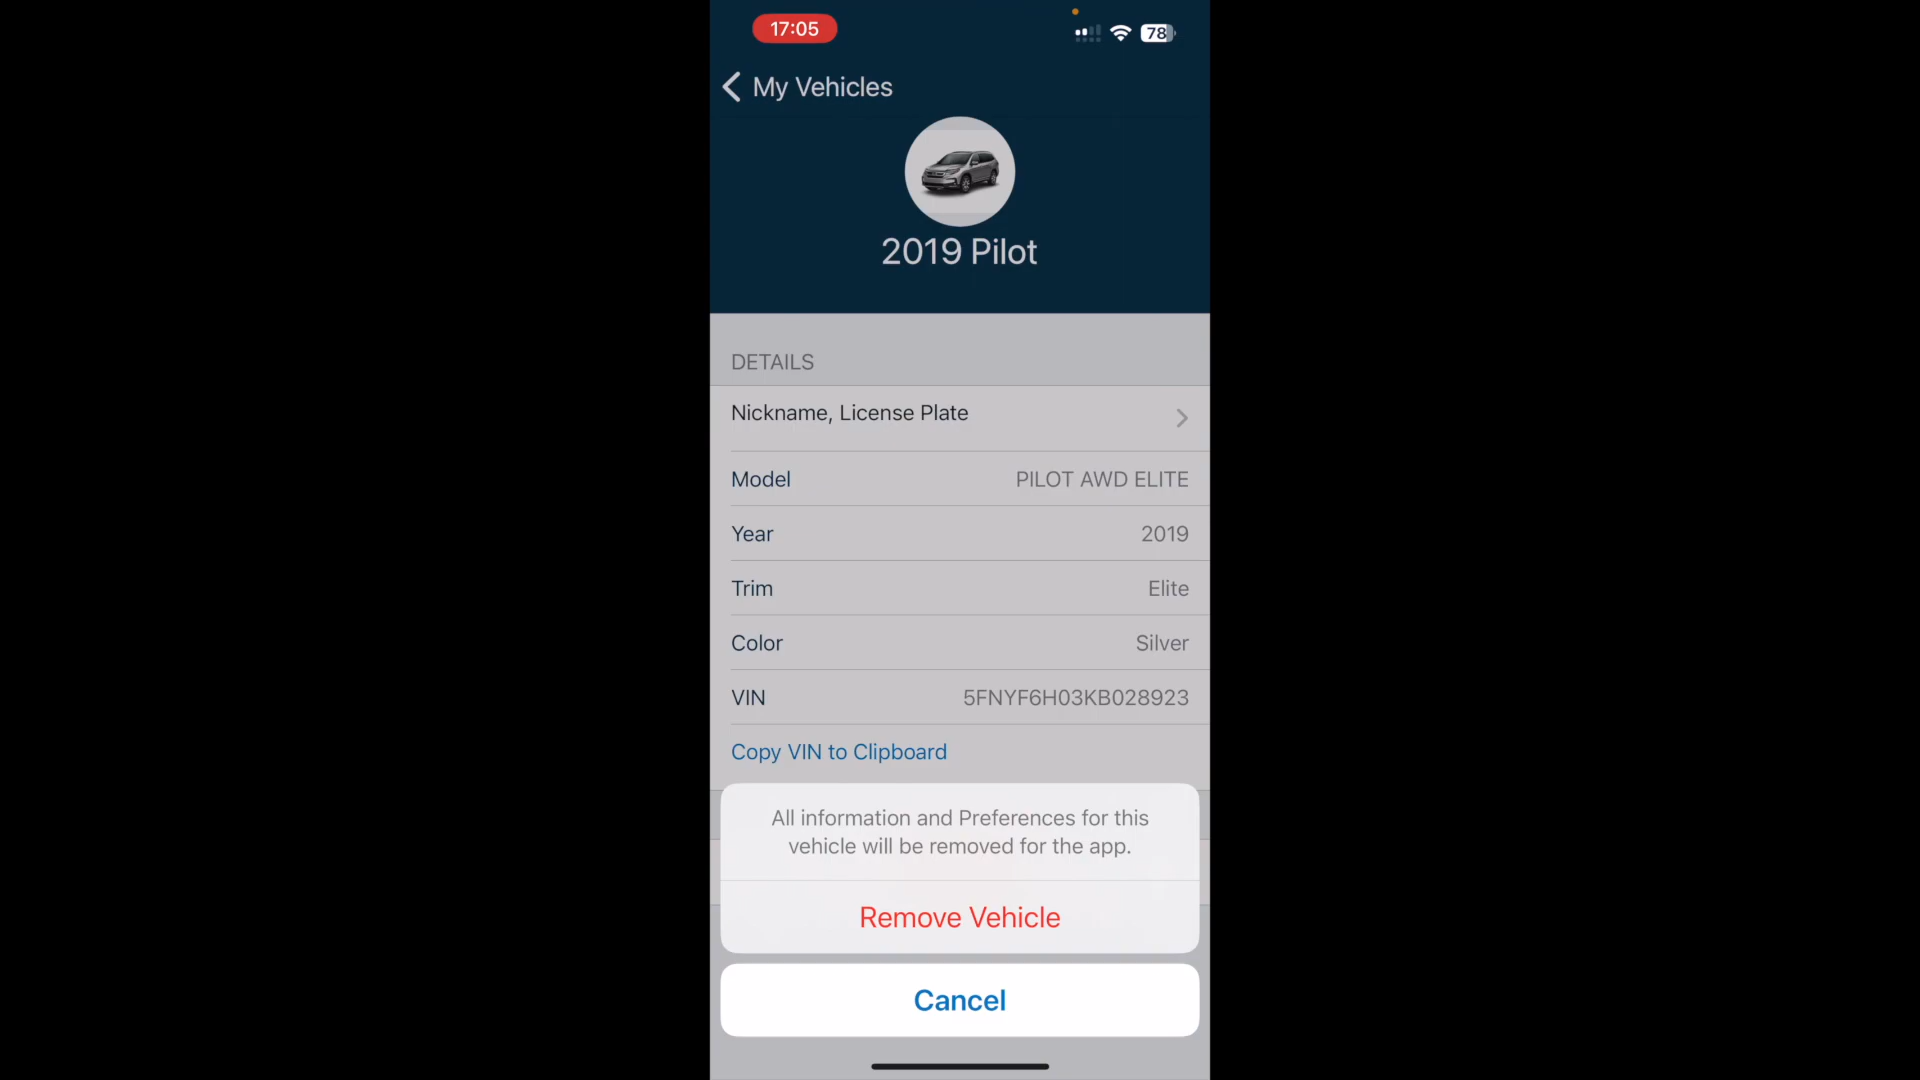 17:05
78
My Vehicles
2019 Pilot
DETAILS
Nickname, License Plate
Model PILOT AWD ELITE
Year 2019
Trim Elite
Color Silver
VIN 5FNYF6H03KB028923
Copy VIN to Clipboard
All information and Preferences for this
vehicle will be removed for the app.
Remove Vehicle
Cancel